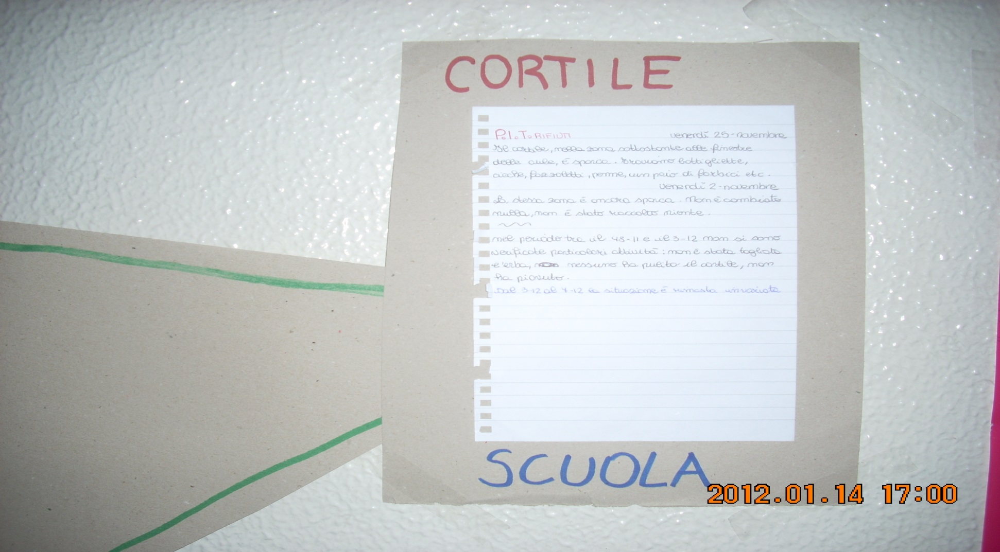 CORTILE
P.I.T. RIFIUTI venerdì 25-novembre
Il cortile, nella zona sottostante alle finestre
delle aule, è sporca. Troviamo bottigliette,
cicche, fazzoletti, penne, un paio di forbici etc.
venerdì 2-novembre
La stessa zona è ancora sporca. Non è cambiato
nulla, non è stato raccolto niente.
nel periodo tra il 48-11 e il 3-12 non si sono
verificate particolari attività: non è stata tagliata
l'erba, nessuno ha pulito il cortile, non
ha piovuto.
Dal 3-12 al 7-12 la situazione è rimasta invariata
SCUOLA
2012.01.14 17:00